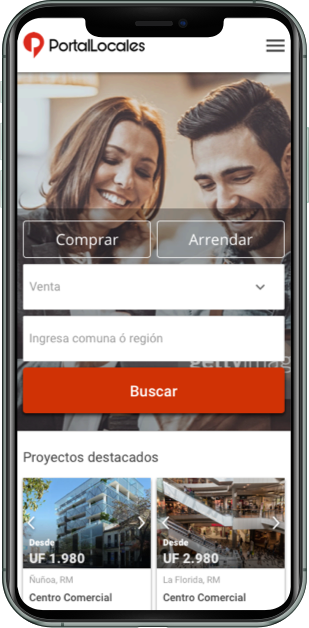 PortalLocales
Comprar
Arrendar
Venta
Ingresa comuna ó región
gettyimag
Buscar
Proyectos destacados
Desde
UF 1.980
Ñuñoa, RM
Centro Comercial
Desde
UF 2.980
La Florida, RM
Centro Comercial